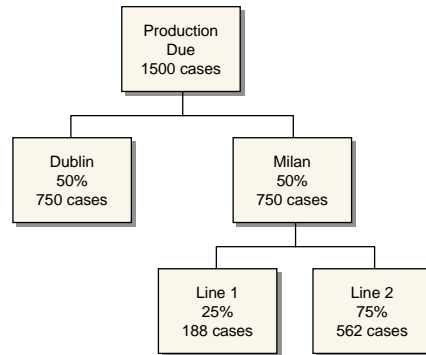 Production
Due
1500 cases
Dublin
50%
750 cases
Milan
50%
750 cases
Line 1
25%
188 cases
Line 2
75%
562 cases